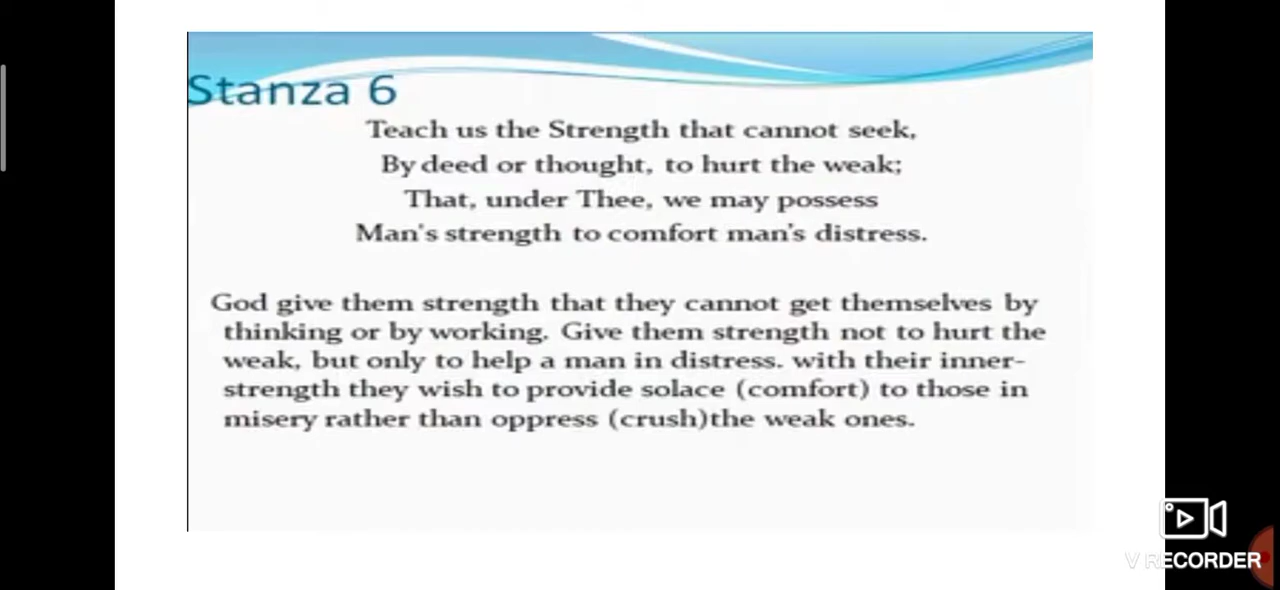 Stanza 6
Teach us the Strength that cannot seek,
By deed or thought, to hurt the weak;
That, under Thee, we may possess
Man's strength to comfort man's distress.
God give them strength that they cannot get themselves by
thinking or by working. Give them strength not to hurt the
weak, but only to help a man in distress. with their inner-
strength they wish to provide solace (comfort) to those in
misery rather than oppress (crush)the weak ones.
V RECORDER